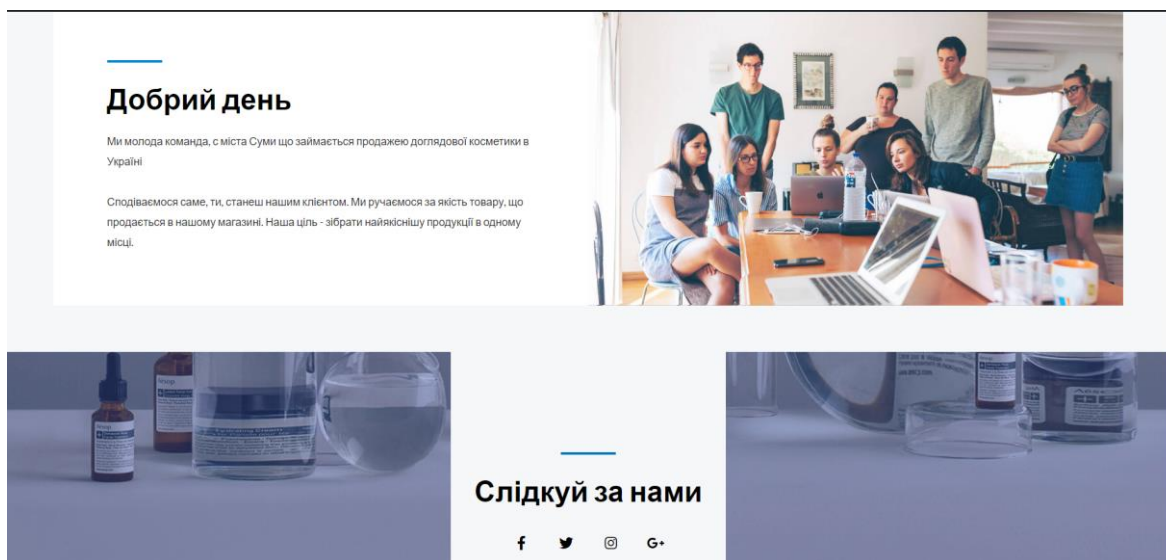 Добрий день
Ми молода команда, с міста Суми що займається продажею доглядової косметики в
Україні
Сподіваємося саме, ти, станеш нашим клієнтом. Ми ручаємося за якість товару, що
продається в нашому магазині. Наша ціль - зібрати найякіснішу продукції в одному
місці.
Aesop.
Aesop.
Слідкуй за нами
G+